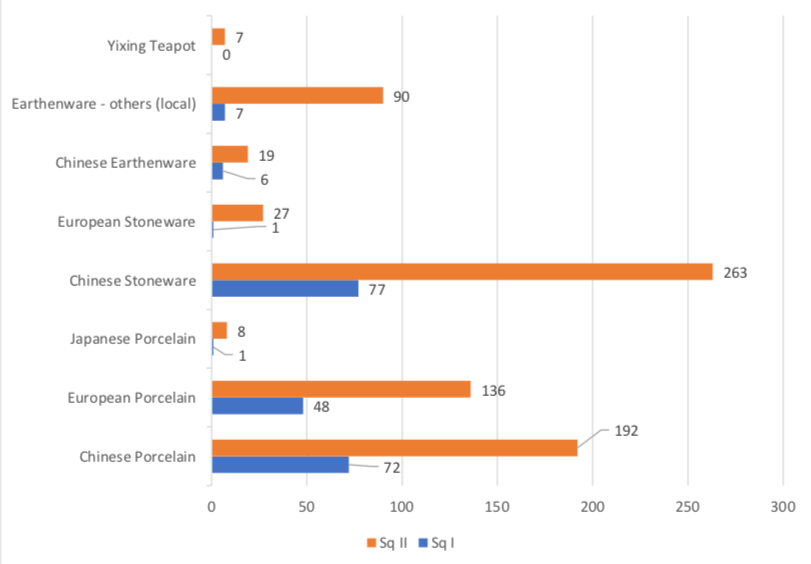 Yixing Teapot
7
0
Earthenware - others (local)
90
7
Chinese Earthenware
19
6
European Stoneware
27
1
Chinese Stoneware
263
77
Japanese Porcelain
8
1
European Porcelain
136
48
Chinese Porcelain
192
72
0 50 100 150 200 250 300
Sq II Sq I